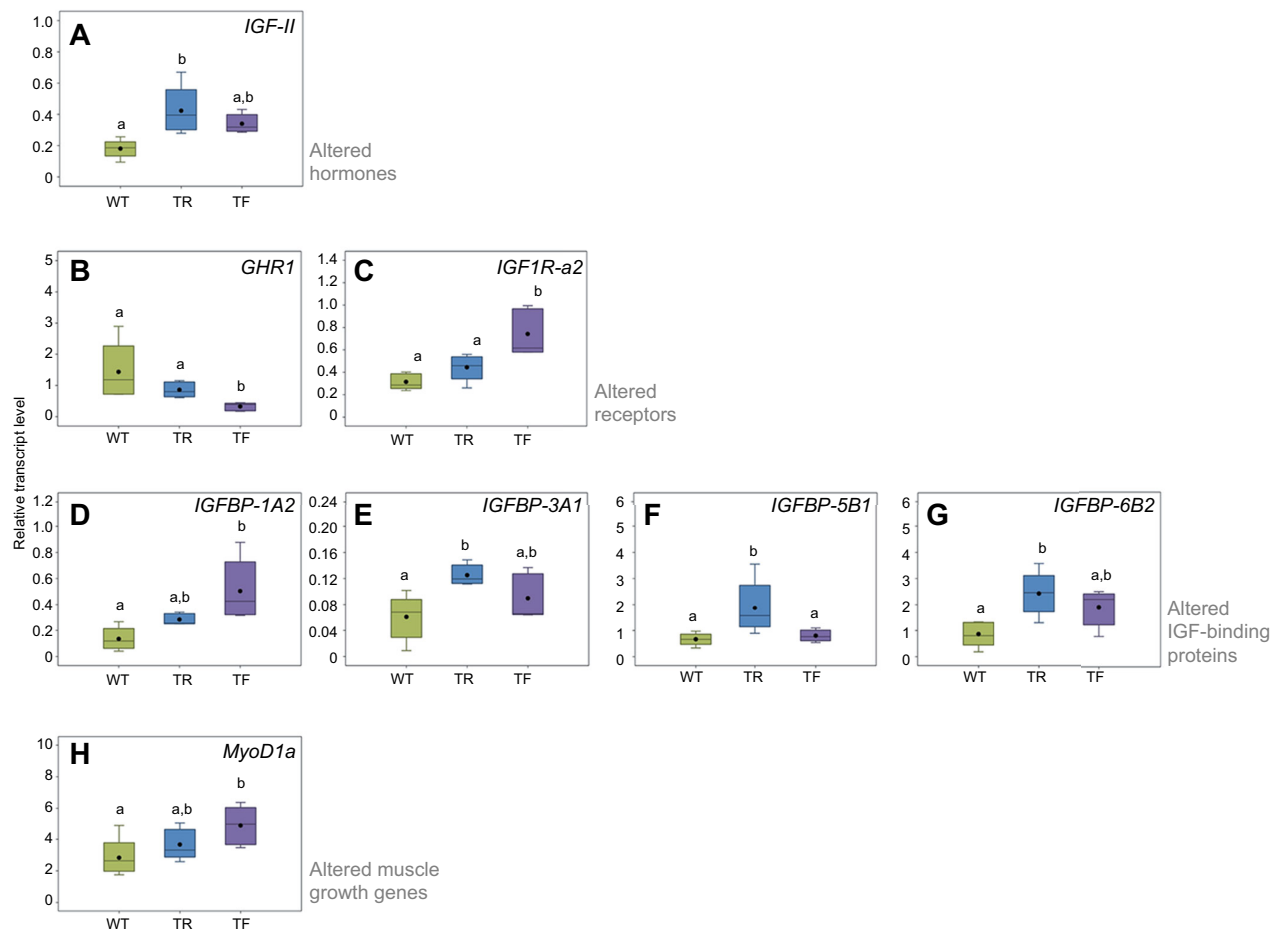 A
IGF-II
1.0
0.8
0.6
0.4
0.2
0
a
b
a,b
WT
TR
TF
Altered
hormones
Relative transcript level
B
GHR1
5
4
3
2
1
0
a
a
b
WT
TR
TF
C
IGF1R-a2
1.4
1.2
1.0
0.8
0.6
0.4
0.2
0
a
a
b
WT
TR
TF
Altered
receptors
D
IGFBP-1A2
1.2
1.0
0.8
0.6
0.4
0.2
0
a
a,b
b
WT
TR
TF
E
IGFBP-3A1
0.24
0.20
0.16
0.12
0.08
0.04
0
a
b
a,b
WT
TR
TF
F
IGFBP-5B1
6
5
4
3
2
1
0
a
b
a
WT
TR
TF
G
IGFBP-6B2
6
5
4
3
2
1
0
a
b
a,b
WT
TR
TF
Altered
IGF-binding
proteins
H
MyoD1a
10
8
6
4
2
0
a
a,b
b
WT
TR
TF
Altered muscle
growth genes